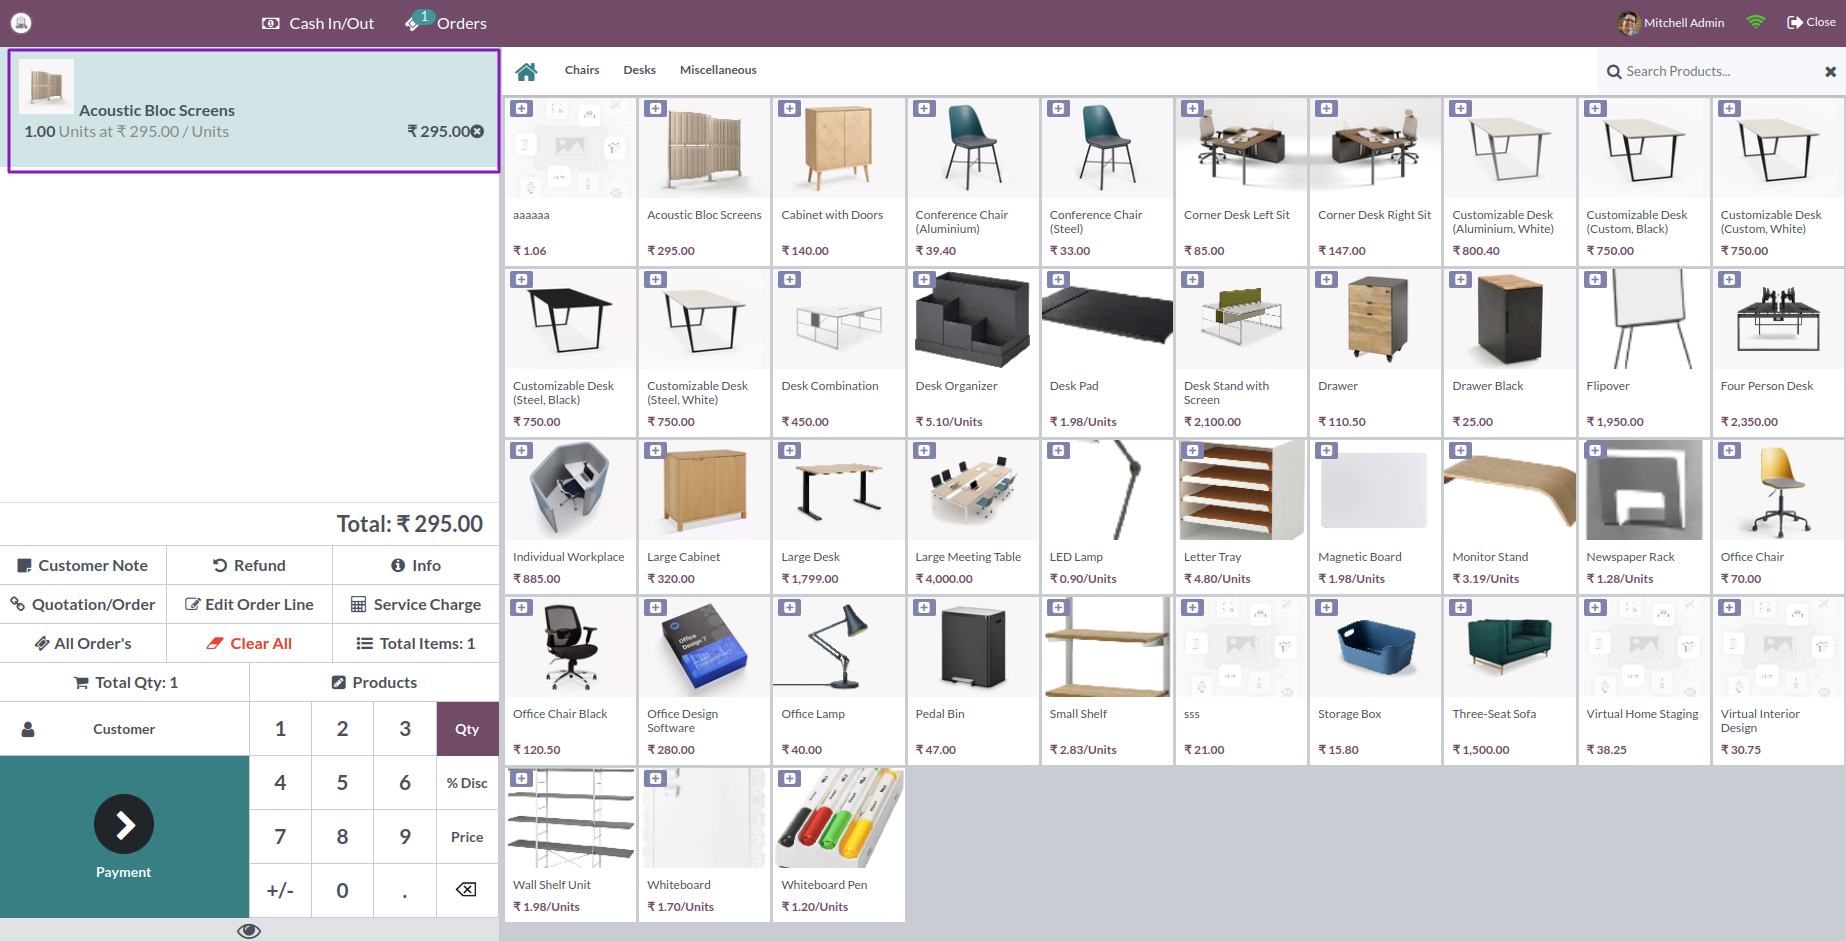 Cash In/Out
1
Orders
Mitchell Admin
Close
Acoustic Bloc Screens
1.00 Units at ₹ 295.00 / Units
₹ 295.00
Total: ₹ 295.00
Customer Note
Refund
Info
Quotation/Order
Edit Order Line
Service Charge
All Order's
Clear All
Total Items: 1
Total Qty: 1
Products
Customer
1 2 3 Qty
4 5 6 % Disc
7 8 9 Price
+/- 0 .
Payment
Chairs
Desks
Miscellaneous
Search Products...
aaaaaa
₹ 1.06
Acoustic Bloc Screens
₹ 295.00
Cabinet with Doors
₹ 140.00
Conference Chair
(Aluminium)
₹ 39.40
Conference Chair
(Steel)
₹ 33.00
Corner Desk Left Sit
₹ 85.00
Corner Desk Right Sit
₹ 147.00
Customizable Desk
(Aluminium, White)
₹ 800.40
Customizable Desk
(Custom, Black)
₹ 750.00
Customizable Desk
(Custom, White)
₹ 750.00
Customizable Desk
(Steel, Black)
₹ 750.00
Customizable Desk
(Steel, White)
₹ 750.00
Desk Combination
₹ 450.00
Desk Organizer
₹ 5.10/Units
Desk Pad
₹ 1.98/Units
Desk Stand with
Screen
₹ 2,100.00
Drawer
₹ 110.50
Drawer Black
₹ 25.00
Flipover
₹ 1,950.00
Four Person Desk
₹ 2,350.00
Individual Workplace
₹ 885.00
Large Cabinet
₹ 320.00
Large Desk
₹ 1,799.00
Large Meeting Table
₹ 4,000.00
LED Lamp
₹ 0.90/Units
Letter Tray
₹ 4.80/Units
Magnetic Board
₹ 1.98/Units
Monitor Stand
₹ 3.19/Units
Newspaper Rack
₹ 1.28/Units
Office Chair
₹ 70.00
Office Chair Black
₹ 120.50
Office
Design 7
Office Design
Software
₹ 280.00
Office Lamp
₹ 40.00
Pedal Bin
₹ 47.00
Small Shelf
₹ 2.83/Units
sss
₹ 21.00
Storage Box
₹ 15.80
Three-Seat Sofa
₹ 1,500.00
Virtual Home Staging
₹ 38.25
Virtual Interior
Design
₹ 30.75
Wall Shelf Unit
₹ 1.98/Units
Whiteboard
₹ 1.70/Units
Whiteboard Pen
₹ 1.20/Units